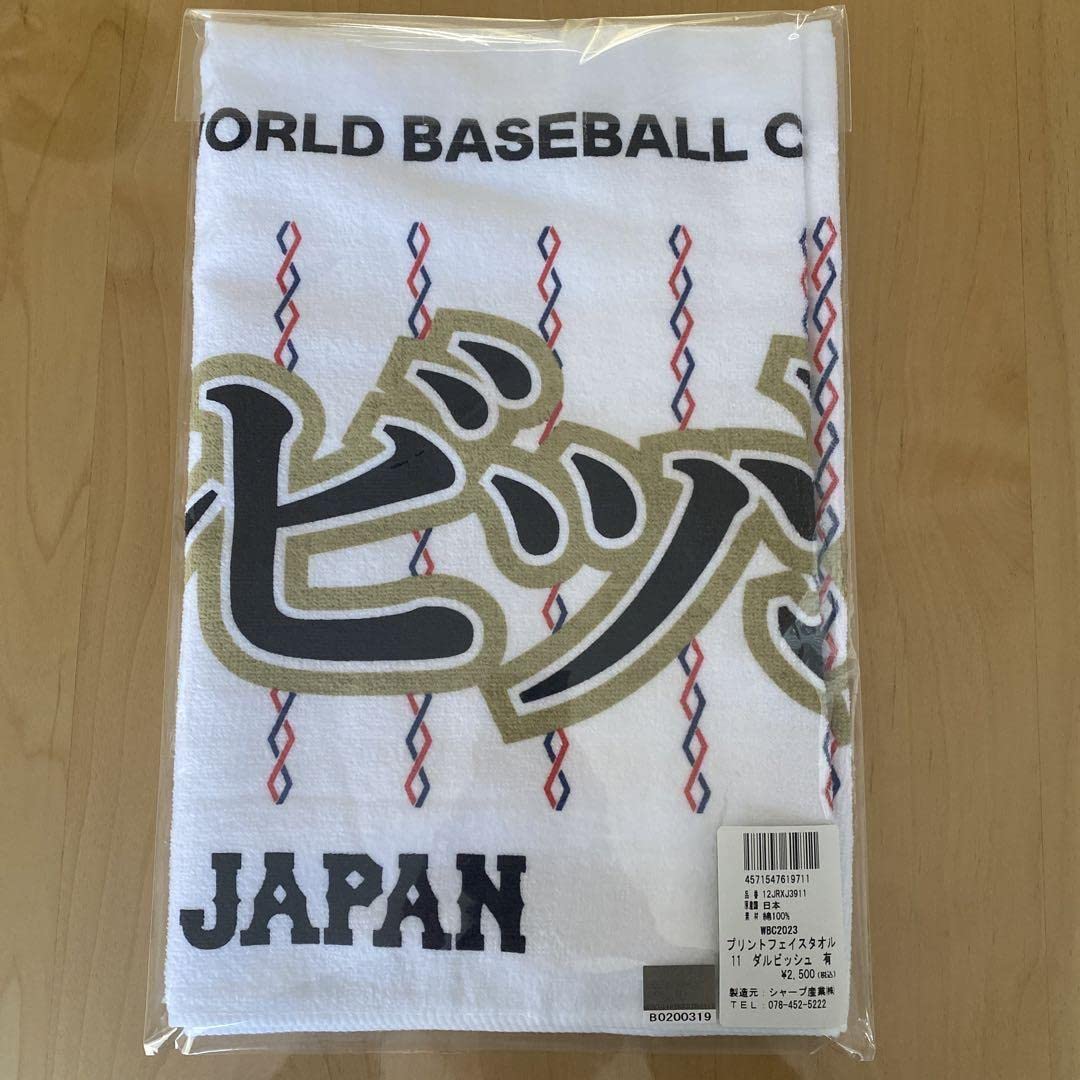 WORLD BASEBALL C
ビッシ
JAPAN
4571547619711
品番 12JRXJ3911
原産国 日本
素材 綿100%
WBC2023
プリントフェイスタオル
11 ダルビッシュ 有
¥2,500(税込)
製造元:シャープ産業㈱
TEL:078-452-5222
B0200319